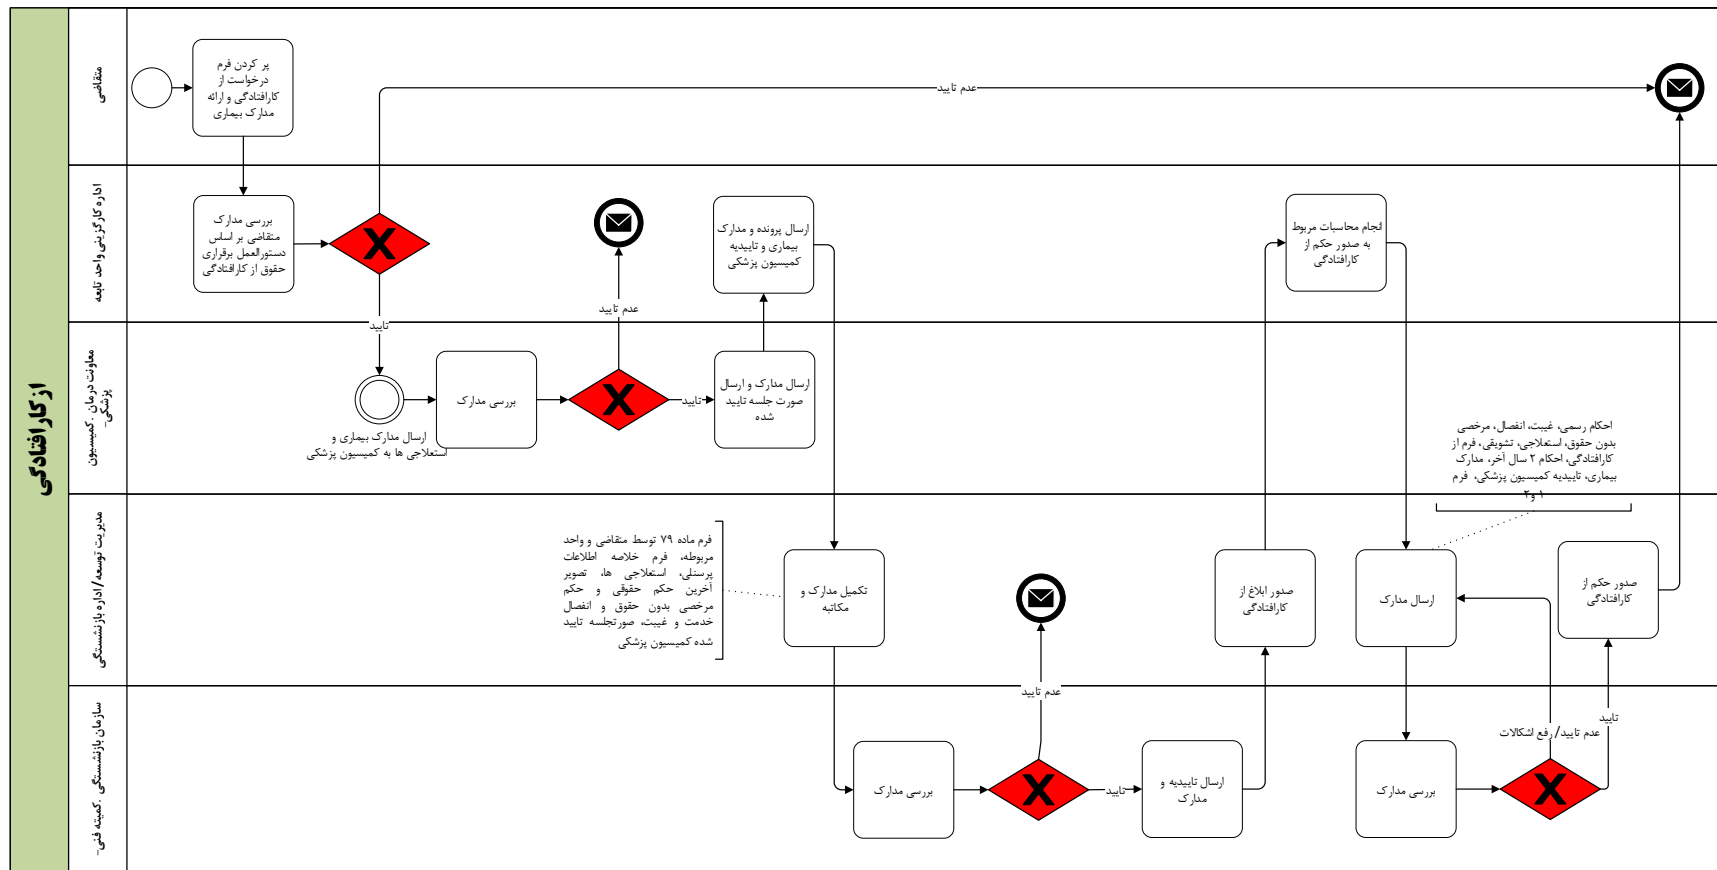 ازکارافتادگی
متقاضی
پر کردن فرم
درخواست از
کارافتادگی و ارائه
مدارک بیماری
عدم تایید
اداره کارگزینی واحد تابعه
بررسی مدارک
متقاضی بر اساس
دستورالعمل برقراری
حقوق از کارافتادگی
تایید
عدم تایید
ارسال پرونده و مدارک
بیماری و تاییدیه
کمیسیون پزشکی
انجام محاسبات مربوط
به صدور حکم از
کارافتادگی
معاونت درمان .کمیسیون
پزشکی-
ارسال مدارک بیماری و
استعلاجی ها به کمیسیون پزشکی
بررسی مدارک
تایید
ارسال مدارک و ارسال
صورت جلسه تایید
شده
احکام رسمی، غیبت، انفصال، مرخصی
بدون حقوق، استعلاجی، تشویقی، فرم از
کارافتادگی، احکام ۲ سال آخر، مدارک
بیماری، تاییدیه کمیسیون پزشکی، فرم
۱ و۲
مدیریت توسعه/ اداره بازنشستگی
فرم ماده ۷۹ توسط متقاضی و واحد
مربوطه، فرم خلاصه اطلاعات
پرسنلی، استعلاجی ها، تصویر
آخرین حکم حقوقی و حکم
مرخصی بدون حقوق و انفصال
خدمت و غیبت، صورتجلسه تایید
شده کمیسیون پزشکی
تکمیل مدارک و
مکاتبه
صدور ابلاغ از
کارافتادگی
ارسال مدارک
صدور حکم از
کارافتادگی
سازمان بازنشستگی .کمیته فنی-
بررسی مدارک
عدم تایید
تایید
ارسال تاییدیه و
مدارک
بررسی مدارک
عدم تایید/ رفع اشکالات
تایید